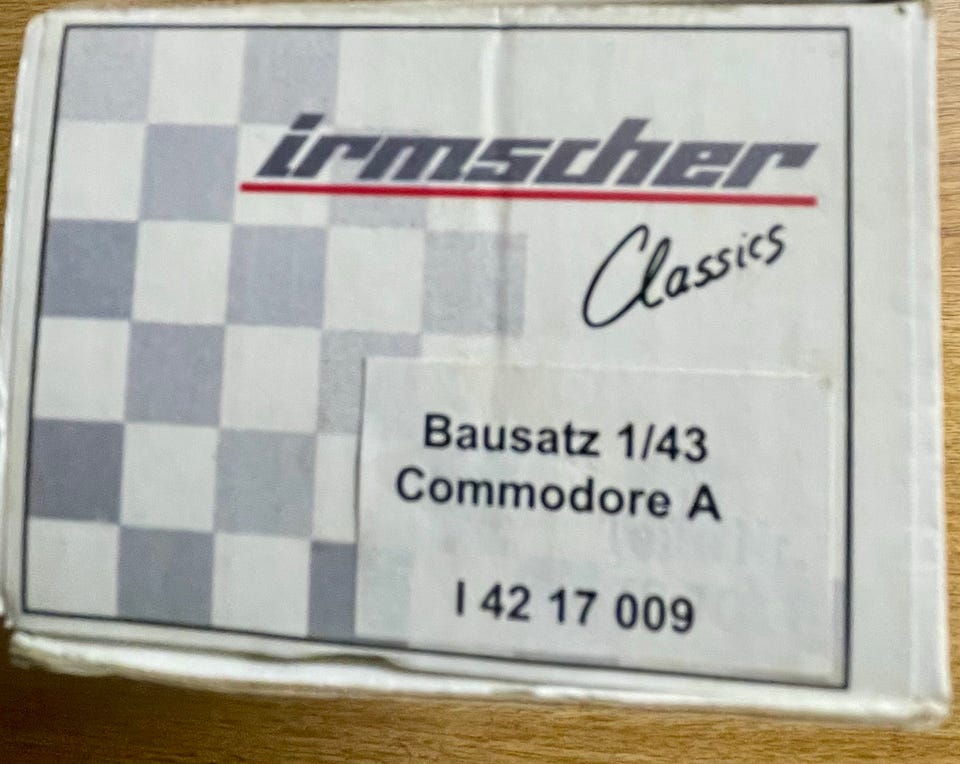 irmscher
Classics
Bausatz 1/43
Commodore A
I 42 17 009